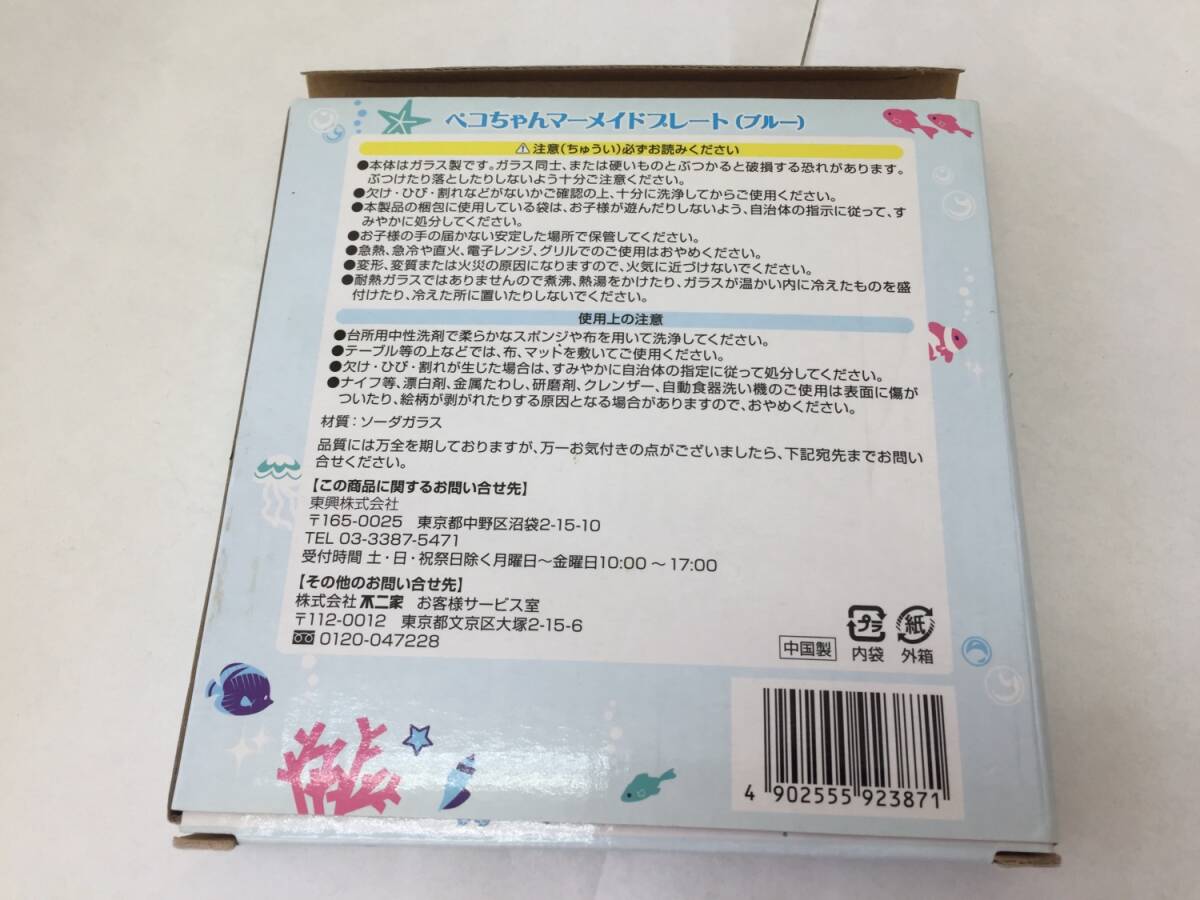 ペコちゃんマーメイドプレート(ブルー)
⚠注意(ちゅうい)必ずお読みください
●本体はガラス製です。ガラス同士、または硬いものとぶつかると破損する恐れがあります。
ぶつけたり落としたりしないよう十分ご注意ください。
●欠け・ひび・割れなどがないかご確認の上、十分に洗浄してからご使用ください。
●本製品の梱包に使用している袋は、お子様が遊んだりしないよう、自治体の指示に従って、す
みやかに処分してください。
●お子様の手の届かない安定した場所で保管してください。
●急熱、急冷や直火、電子レンジ、グリルでのご使用はおやめください。
●変形、変質または火災の原因になりますので、火気に近づけないでください。
●耐熱ガラスではありませんので煮沸、熱湯をかけたり、ガラスが温かい内に冷えたものを盛
付けたり、冷えた所に置いたりしないでください。
使用上の注意
●台所用中性洗剤で柔らかなスポンジや布を用いて洗浄してください。
●テーブル等の上などでは、布、マットを敷いてご使用ください。
●欠け・ひび・割れが生じた場合は、すみやかに自治体の指定に従って処分してください。
●ナイフ等、漂白剤、金属たわし、研磨剤、クレンザー、自動食器洗い機のご使用は表面に傷が
ついたり、絵柄が剥がれたりする原因となる場合がありますので、おやめください。
材質:ソーダガラス
品質には万全を期しておりますが、万一お気付きの点がございましたら、下記宛先までお問い
合せください。
【この商品に関するお問い合せ先】
東興株式会社
〒165-0025 東京都中野区沼袋2-15-10
TEL 03-3387-5471
受付時間 土・日・祝祭日除く月曜日〜金曜日10:00 〜 17:00
【その他のお問い合せ先】
株式会社 不二家 お客様サービス室
〒112-0012 東京都文京区大塚2-15-6
0120-047228
中国製
プラ
内袋
紙
外箱
4 902555 923871